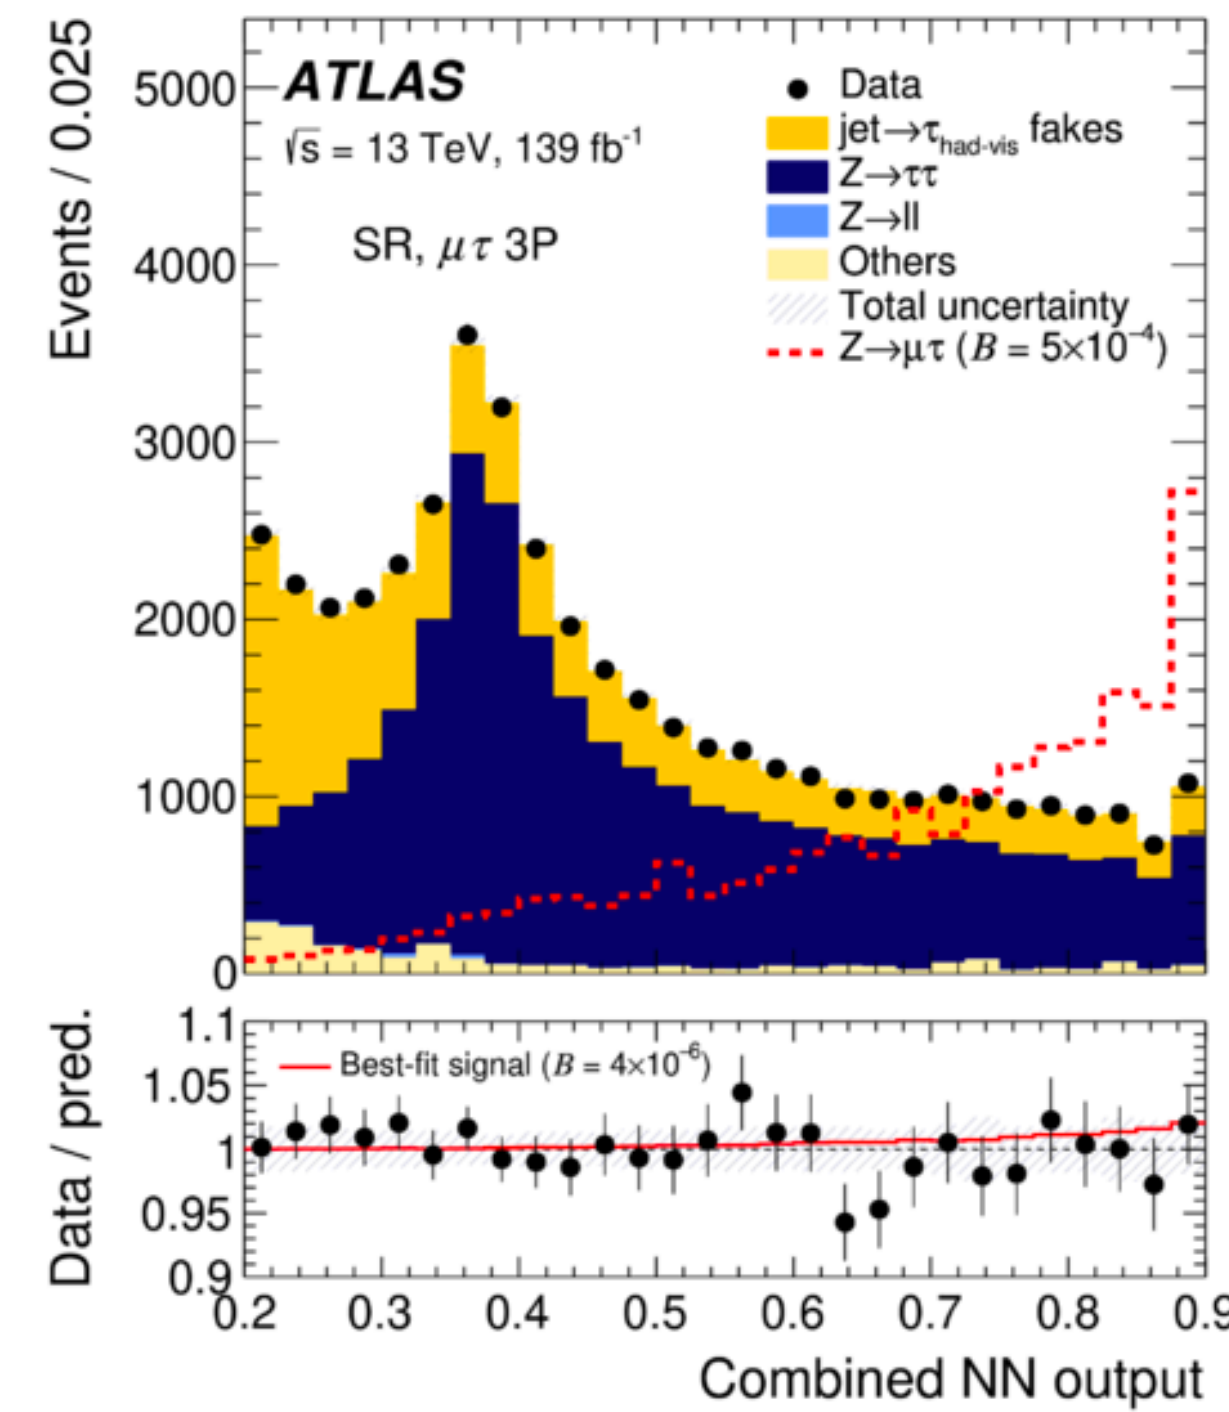 Events / 0.025
5000
4000
3000
2000
1000
0
ATLAS
√s = 13 TeV, 139 fb⁻¹
SR, μτ 3P
Data
jet→τhad-vis fakes
Z→ττ
Z→ll
Others
Total uncertainty
Z→μτ (B = 5×10⁻⁴)
Data / pred.
1.1
1.05
1
0.95
0.9
Best-fit signal (B = 4×10⁻⁶)
0.2 0.3 0.4 0.5 0.6 0.7 0.8 0.9
Combined NN output